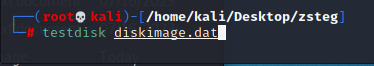 (root💀kali)-[/home/kali/Desktop/zsteg]
# testdisk diskimage.dat